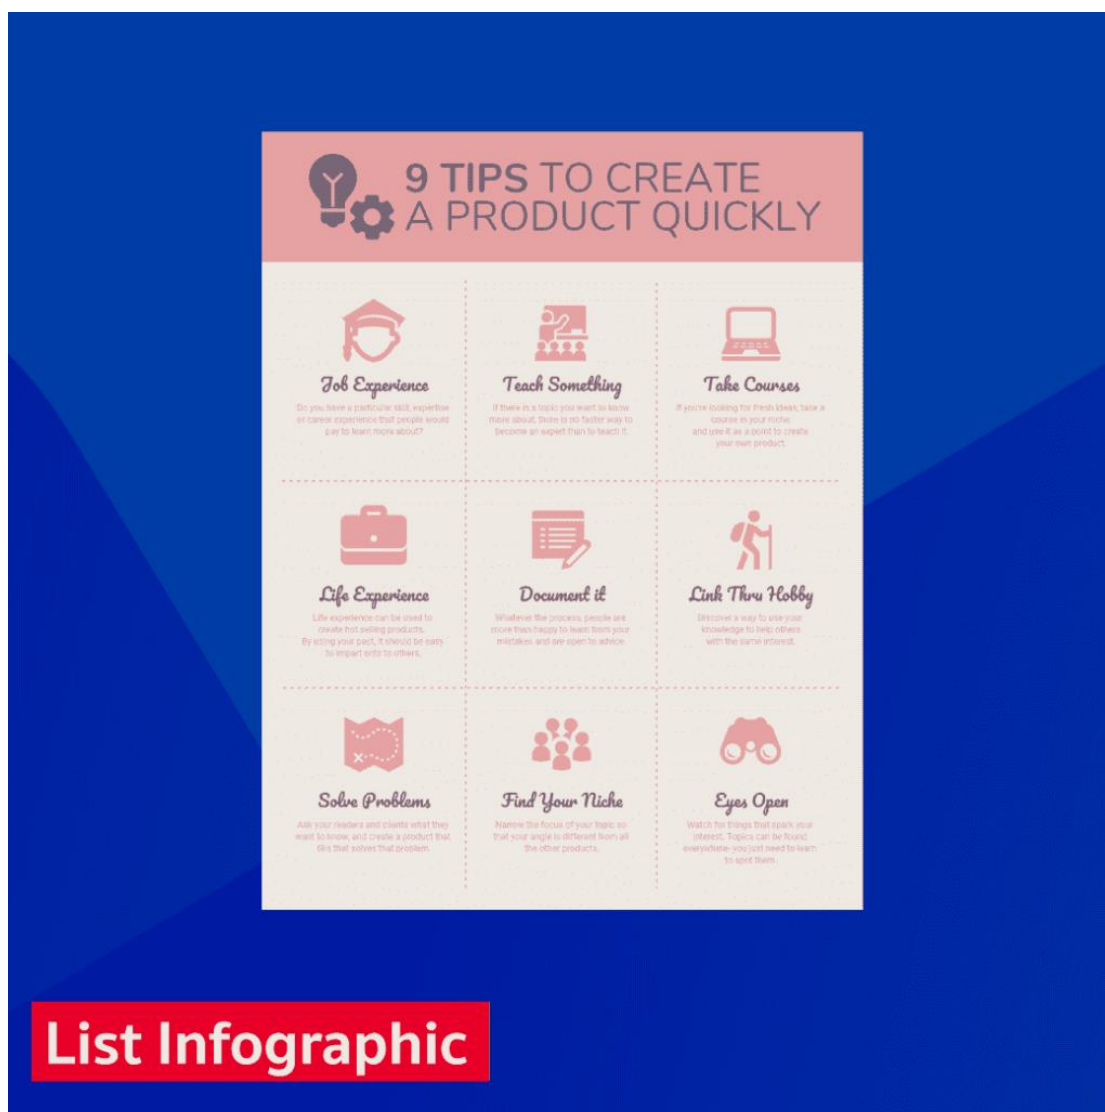 9 TIPS TO CREATE
A PRODUCT QUICKLY
Job Experience
Do you have a particular skill, expertise
or career experience that people would
pay to learn more about?
Teach Something
If there is a topic you want to know
more about, there is no faster way to
become an expert than to teach it.
Take Courses
If you're looking for fresh ideas, take a
course in your niche
and use it as a point to create
your own product.
Life Experience
Life experience can be used to
create hot selling products.
By using your past, it should be easy
to impart onto to others.
Document it
Whatever the process, people are
more than happy to learn from your
mistakes and are open to advice
Link Thru Hobby
Discover a way to use your
knowledge to help others
with the same interest.
Solve Problems
Ask your readers and clients what they
want to know, and create a product that
that solves that problem.
Find Your Niche
Narrow the focus of your topic so
that your angle is different from all
the other products.
Eyes Open
Watch for things that spark your
interest. Topics can be found
everywhere-you just need to learn
to spot them.
List Infographic